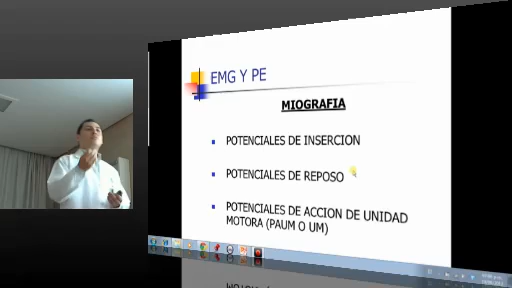 EMG Y PE
MIOGRAFIA
POTENCIALES DE INSERCION
POTENCIALES DE REPOSO
POTENCIALES DE ACCION DE UNIDAD
MOTORA (PAUM O UM)